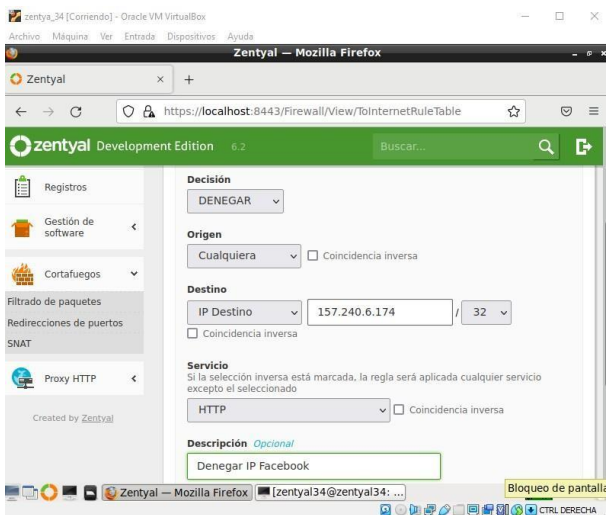 zentya_34 [Corriendo] - Oracle VM VirtualBox
Archivo Máquina Ver Entrada Dispositivos Ayuda
Zentyal — Mozilla Firefox
Zentyal
https://localhost:8443/Firewall/View/ToInternetRuleTable
zentyal Development Edition 6.2 Buscar...
Registros
Gestión de
software
Cortafuegos
Filtrado de paquetes
Redirecciones de puertos
SNAT
Proxy HTTP
Created by Zentyal
Decisión
DENEGAR
Origen
Cualquiera Coincidencia inversa
Destino
IP Destino 157.240.6.174 / 32
Coincidencia inversa
Servicio
Si la selección inversa está marcada, la regla será aplicada cualquier servicio
excepto el seleccionado
HTTP Coincidencia inversa
Descripción Opcional
Denegar IP Facebook
Zentyal — Mozilla Firefox [zentyal34@zentyal34: ...
Bloqueo de pantalla
CTRL DERECHA